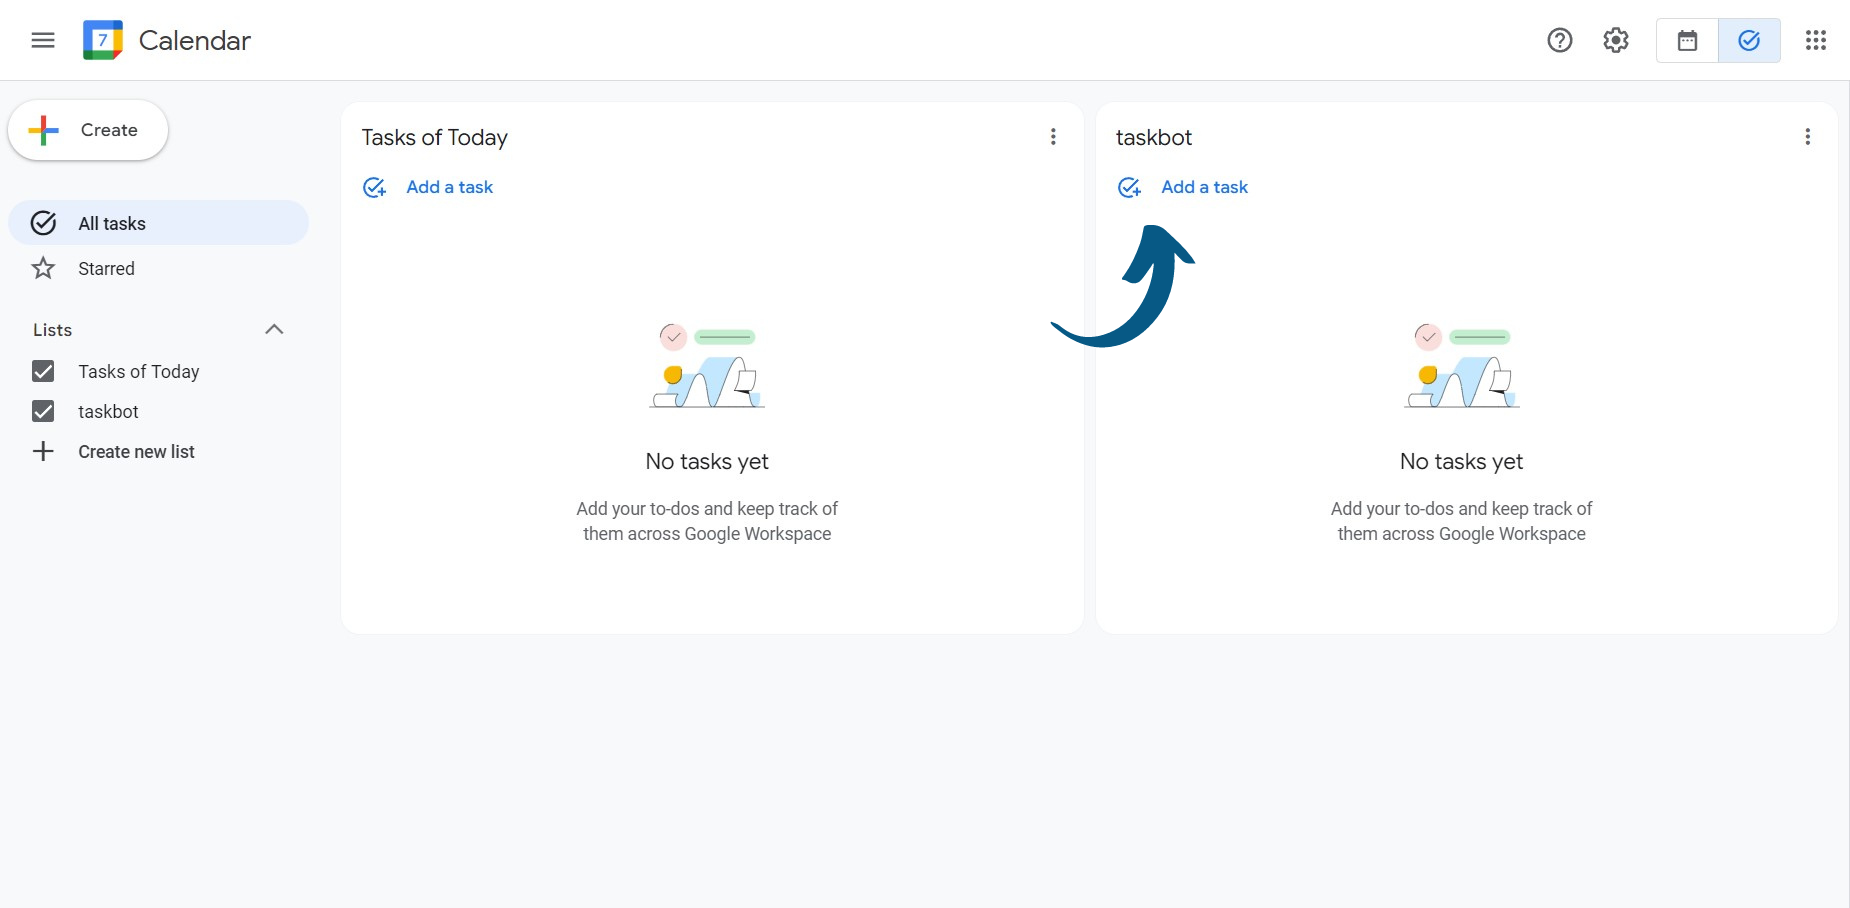 7 Calendar
Create
All tasks
Starred
Lists
Tasks of Today
taskbot
Create new list
Tasks of Today
Add a task
No tasks yet
Add your to-dos and keep track of
them across Google Workspace
taskbot
Add a task
No tasks yet
Add your to-dos and keep track of
them across Google Workspace